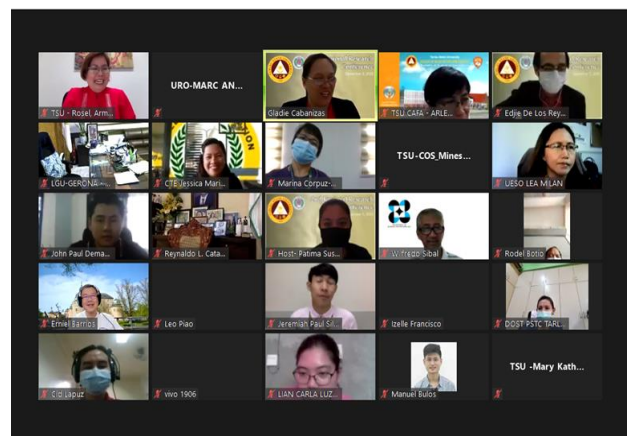 TSU - Rosel, Arm...
URO-MARC AN...
Gladie Cabanizas
TSU CAFA - ARLE...
Edjie De Los Rey...
LGU-GERONA
CTE Jessica Mari...
Marina Corpuz-...
TSU-COS_Mines...
UESO LEA MILAN
John Paul Dema...
Reynaldo L. Cata...
Host- Patima Sus...
Wifredo Sibal
Rodel Botio
Erniel Barrios
Leo Piao
Jeremiah Paul Si...
Izelle Francisco
DOST PSTC TARL...
Clo Lapuz
vivo 1906
LIAN CARLA LUZ...
Manuel Bulos
TSU -Mary Kath...